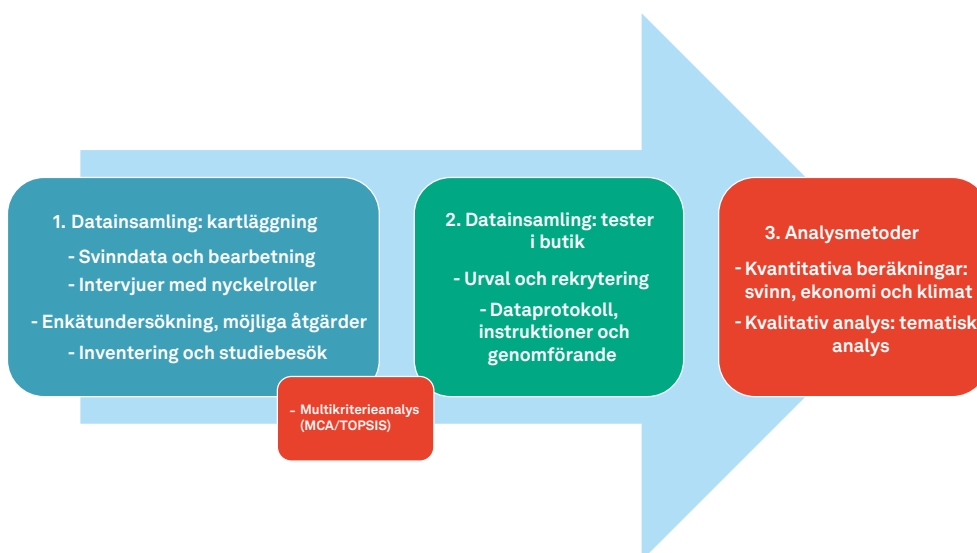 1. Datainsamling: kartläggning
- Svinndata och bearbetning
- Intervjuer med nyckelroller
- Enkätundersökning, möjliga åtgärder
- Inventering och studiebesök
- Multikriterieanalys
(MCA/TOPSIS)
2. Datainsamling: tester
i butik
- Urval och rekrytering
- Dataprotokoll,
instruktioner och
genomförande
3. Analysmetoder
- Kvantitativa beräkningar:
svinn, ekonomi och klimat
- Kvalitativ analys: tematisk
analys